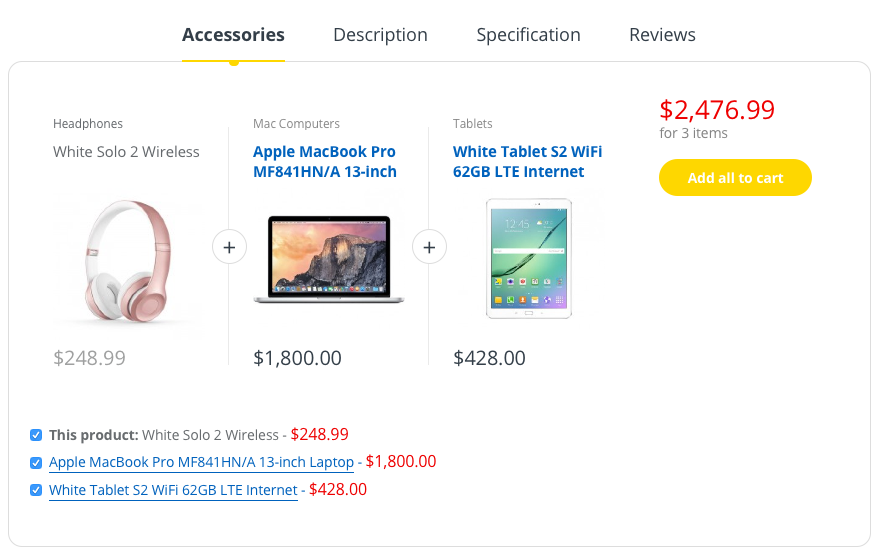 Accessories Description Specification Reviews
Headphones
White Solo 2 Wireless
$248.99
+
Mac Computers
Apple MacBook Pro
MF841HN/A 13-inch
$1,800.00
+
Tablets
White Tablet S2 WiFi
62GB LTE Internet
12:45
$428.00
$2,476.99
for 3 items
Add all to cart
This product: White Solo 2 Wireless - $248.99
Apple MacBook Pro MF841HN/A 13-inch Laptop - $1,800.00
White Tablet S2 WiFi 62GB LTE Internet - $428.00